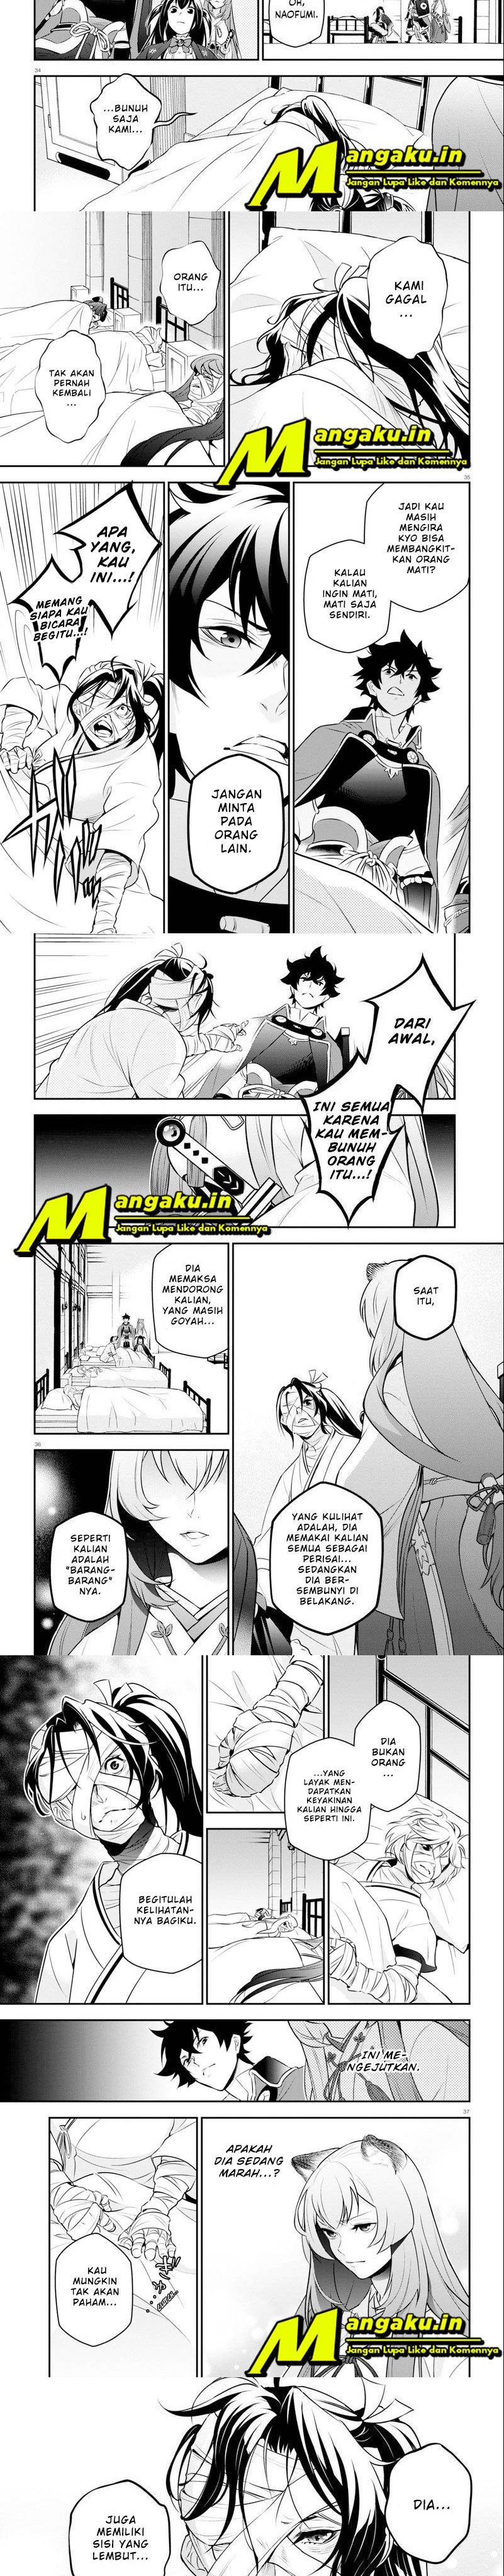 OH,
NAOFUMI.
34
...BUNUH
SAJA
KAMI...
Mangaku.in
Jangan Lupa Like dan Komennya
KAMI
GAGAL
...
ORANG
ITU...
TAK AKAN
PERNAH
KEMBALI
...
Mangaku.in
Jangan Lupa Like dan Komennya
35
JADI KAU
MASIH
MENGIRA
KYO BISA
MEMBANGKIT-
KAN ORANG
MATI?
KALAU
KALIAN
INGIN MATI,
MATI SAJA
SENDIRI.
JANGAN
MINTA
PADA
ORANG
LAIN.
APA
YANG,
KAU
INI...!
MEMANG
SIAPA KAU
BICARA
BEGITU...!
DARI
AWAL,
INI SEMUA
KARENA
KAU MEM-
BUNUH
ORANG
ITU...!
Mangaku.in
Jangan Lupa Like dan Komennya
SAAT
ITU,
YANG KULIHAT
ADALAH, DIA
MEMAKAI KALIAN
SEMUA SEBAGAI
PERISAI...
SEDANGKAN
DIA BER-
SEMBUNYI DI
BELAKANG.
DIA
MEMAKSA
MENDORONG
KALIAN,
YANG MASIH
GOYAH...
36
SEPERTI
KALIAN
ADALAH
"BARANG-
BARANG"
NYA.
DIA
BUKAN
ORANG
...
...YANG
LAYAK MEN-
DAPATKAN
KEYAKINAN
KALIAN HINGGA
SEPERTI INI.
BEGITULAH
KELIHATAN-
NYA BAGIKU.
INI ME-
NGEJUTKAN.
37
APAKAH
DIA SEDANG
MARAH...?
KAU
MUNGKIN
TAK AKAN
PAHAM...
Mangaku.in
Jangan Lupa Like dan Komennya
DIA...
JUGA
MEMILIKI
SISI YANG
LEMBUT...